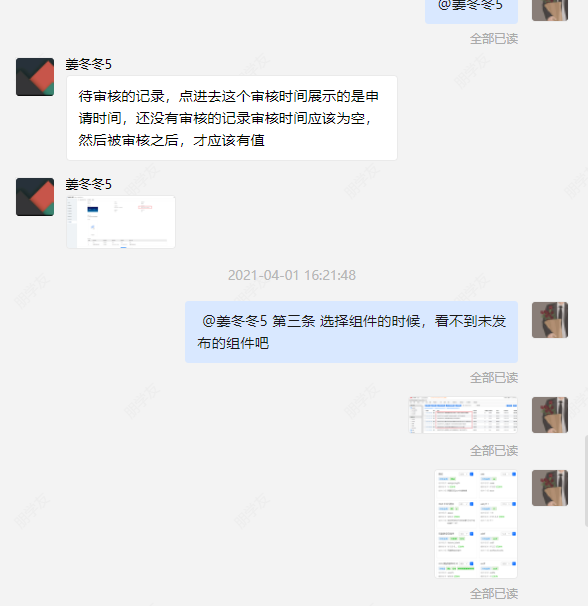 @姜冬冬5
全部已读
姜冬冬5
待审核的记录，点进去这个审核时间展示的是申
请时间，还没有审核的记录审核时间应该为空，
然后被审核之后，才应该有值
姜冬冬5
2021-04-01 16:21:48
@姜冬冬5 第三条 选择组件的时候，看不到未发
布的组件吧
全部已读
全部已读
全部已读